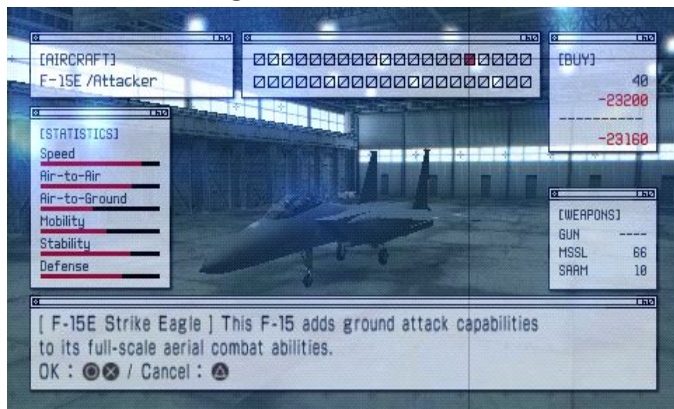 [AIRCRAFT]
F-15E /Attacker
[BUY]
40
-23200
----------
-23160
[STATISTICS]
Speed
Air-to-Air
Air-to-Ground
Mobility
Stability
Defense
[WEAPONS]
GUN ----
MSSL 66
SAAM 10
[ F-15E Strike Eagle ] This F-15 adds ground attack capabilities
to its full-scale aerial combat abilities.
OK : / Cancel :